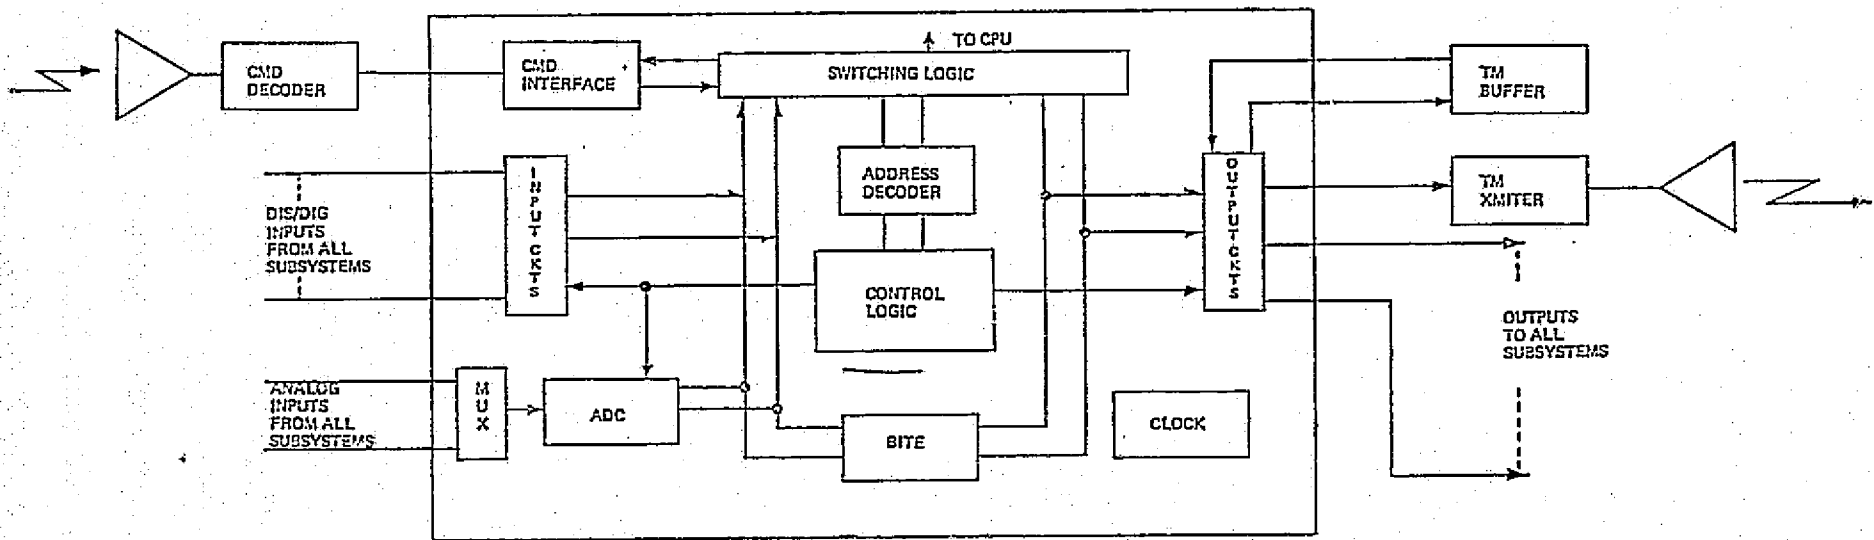 CMD
DECODER
CMD
INTERFACE
TO CPU
SWITCHING LOGIC
TM
BUFFER
DIS/DIG
INPUTS
FROM ALL
SUBSYSTEMS
INPUT CKTS
ADDRESS
DECODER
CONTROL
LOGIC
OUTPUT CKTS
TM
XMITER
OUTPUTS
TO ALL
SUBSYSTEMS
ANALOG
INPUTS
FROM ALL
SUBSYSTEMS
MUX
ADC
BITE
CLOCK